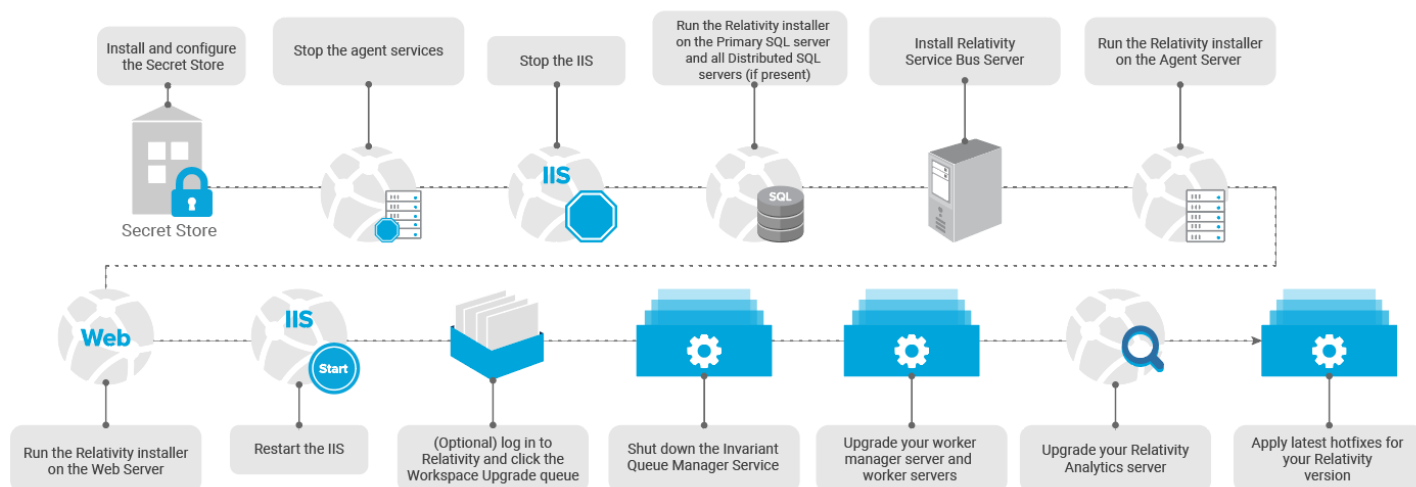 Install and configure
the Secret Store
Stop the agent services
Stop the IIS
Run the Relativity installer
on the Primary SQL server
and all Distributed SQL
servers (if present)
Install Relativity
Service Bus Server
Run the Relativity installer
on the Agent Server
IIS
SQL
Secret Store
Web
IIS
Start
Run the Relativity installer
on the Web Server
Restart the IIS
(Optional) log in to
Relativity and click the
Workspace Upgrade queue
Shut down the Invariant
Queue Manager Service
Upgrade your worker
manager server and
worker servers
Upgrade your Relativity
Analytics server
Apply latest hotfixes for
your Relativity
version